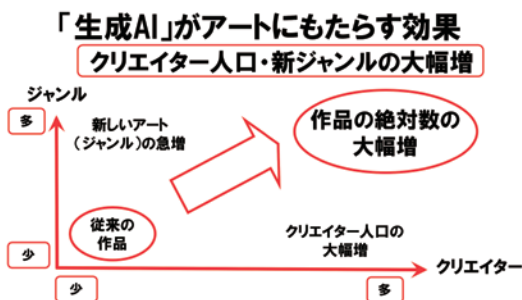 「生成AI」がアートにもたらす効果
クリエイター人口・新ジャンルの大幅増
ジャンル
多
新しいアート
（ジャンル）の急増
作品の絶対数の
大幅増
従来の
作品
クリエイター人口の
大幅増
少
クリエイター
少
多